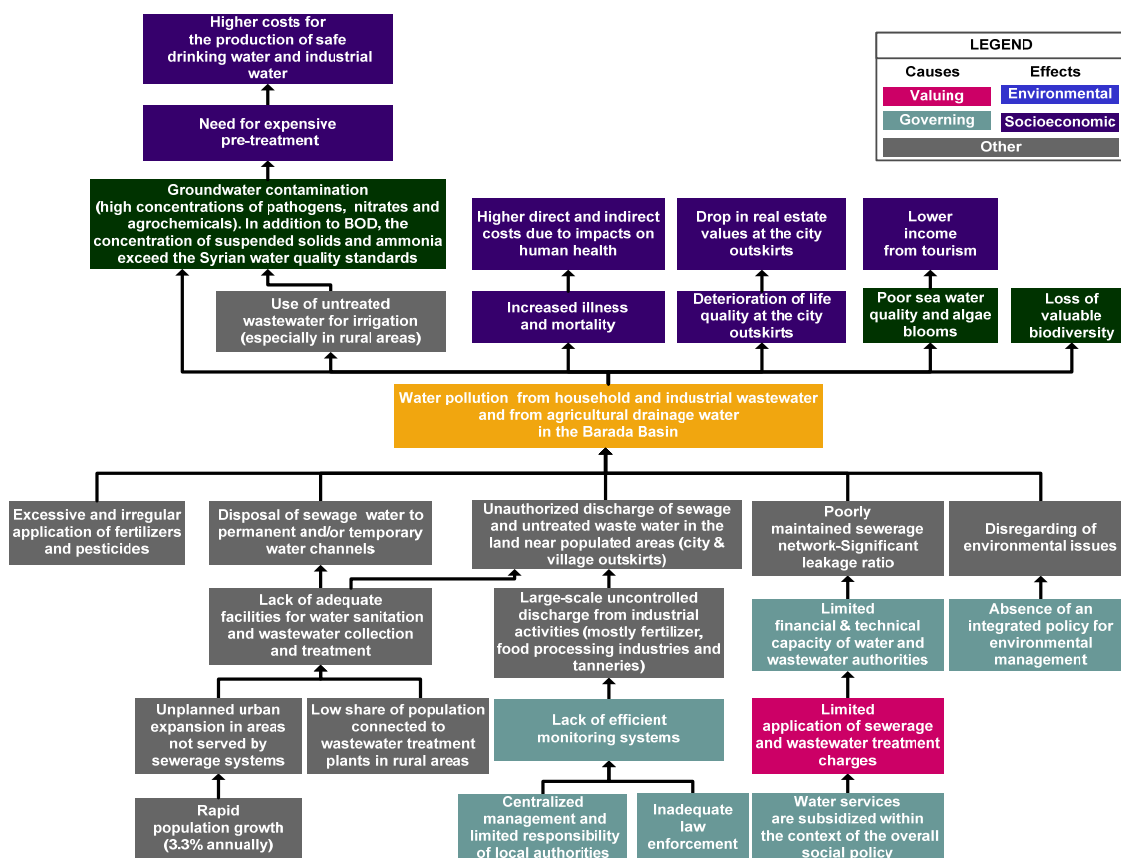 Higher costs for
the production of safe
drinking water and industrial
water
LEGEND
Causes
Effects
Valuing
Environmental
Governing
Socioeconomic
Other
Need for expensive
pre-treatment
Groundwater contamination
(high concentrations of pathogens, nitrates and
agrochemicals). In addition to BOD, the
concentration of suspended solids and ammonia
exceed the Syrian water quality standards
Higher direct and indirect
costs due to impacts on
human health
Drop in real estate
values at the city
outskirts
Lower
income
from tourism
Use of untreated
wastewater for irrigation
(especially in rural areas)
Increased illness
and mortality
Deterioration of life
quality at the city
outskirts
Poor sea water
quality and algae
blooms
Loss of
valuable
biodiversity
Water pollution from household and industrial wastewater
and from agricultural drainage water
in the Barada Basin
Excessive and irregular
application of fertilizers
and pesticides
Disposal of sewage water to
permanent and/or temporary
water channels
Unauthorized discharge of sewage
and untreated waste water in the
land near populated areas (city &
village outskirts)
Poorly
maintained sewerage
network-Significant
leakage ratio
Disregarding of
environmental issues
Lack of adequate
facilities for water sanitation
and wastewater collection
and treatment
Large-scale uncontrolled
discharge from industrial
activities (mostly fertilizer,
food processing industries and
tanneries)
Limited
financial & technical
capacity of water and
wastewater authorities
Absence of an
integrated policy for
environmental
management
Unplanned urban
expansion in areas
not served by
sewerage systems
Low share of population
connected to
wastewater treatment
plants in rural areas
Lack of efficient
monitoring systems
Limited
application of sewerage
and wastewater treatment
charges
Rapid
population growth
(3.3% annually)
Centralized
management and
limited responsibility
of local authorities
Inadequate
law
enforcement
Water services
are subsidized within
the context of the overall
social policy